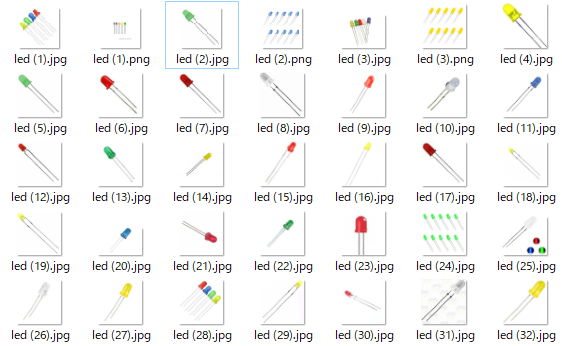 led (1).jpg
led (1).png
led (2).jpg
led (2).png
led (3).jpg
led (3).png
led (4).jpg
led (5).jpg
led (6).jpg
led (7).jpg
led (8).jpg
led (9).jpg
led (10).jpg
led (11).jpg
led (12).jpg
led (13).jpg
led (14).jpg
led (15).jpg
led (16).jpg
led (17).jpg
led (18).jpg
led (19).jpg
led (20).jpg
led (21).jpg
led (22).jpg
led (23).jpg
led (24).jpg
led (25).jpg
led (26).jpg
led (27).jpg
led (28).jpg
led (29).jpg
led (30).jpg
led (31).jpg
led (32).jpg